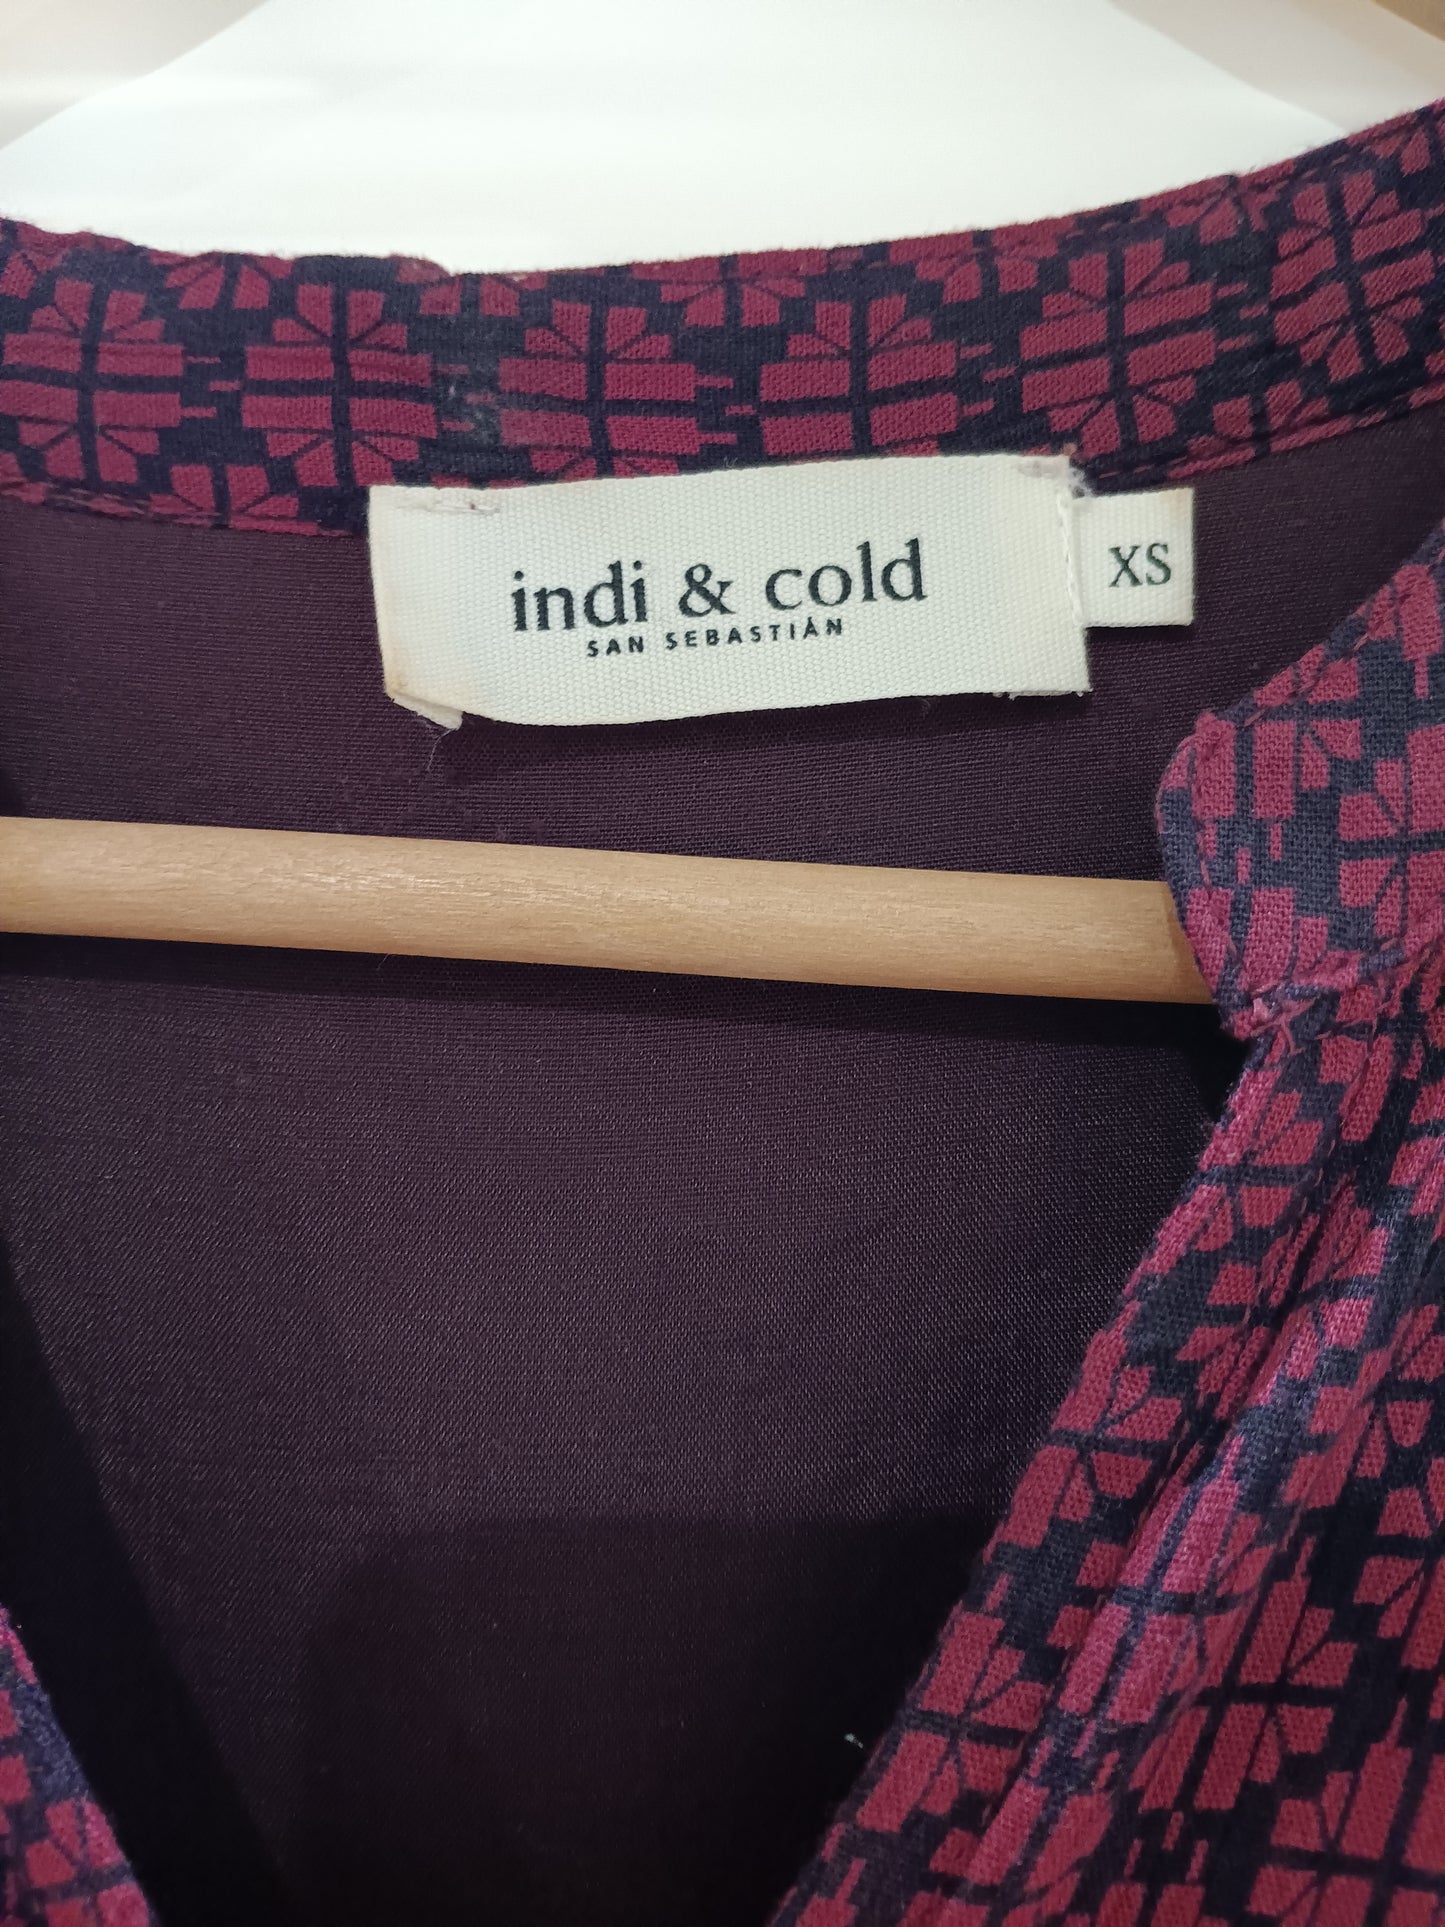 indi & cold
SAN SEBASTIÁN
XS